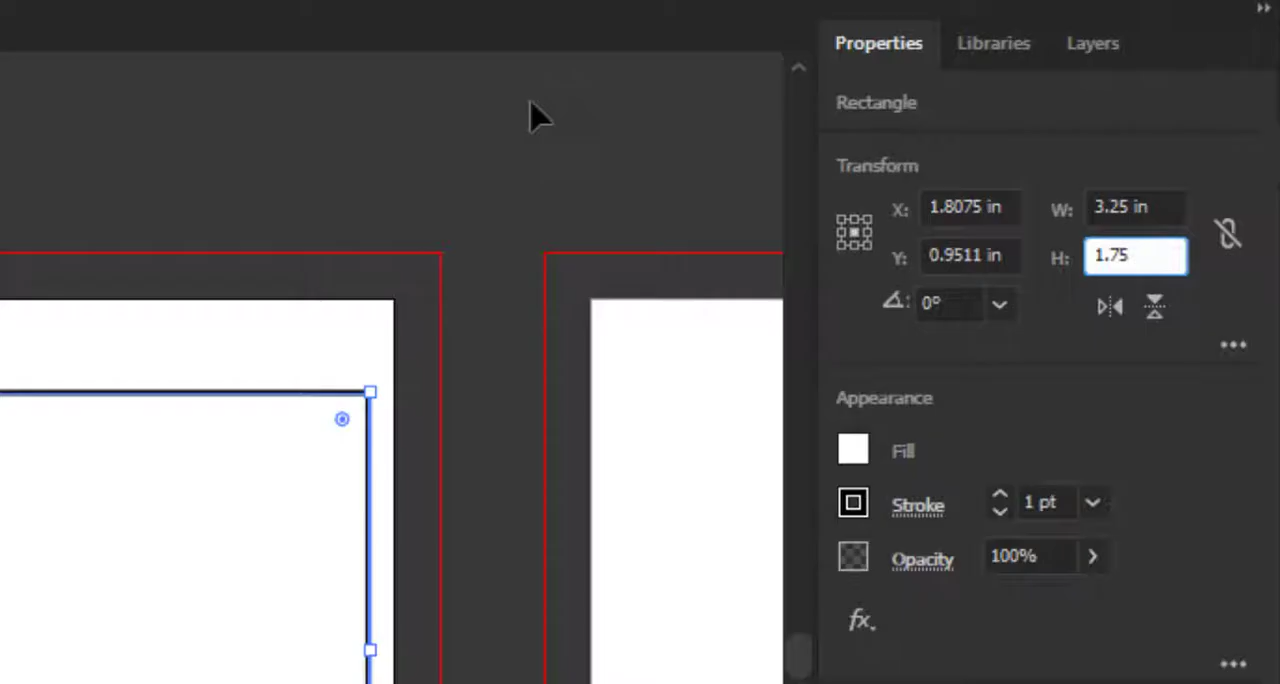 Properties Libraries Layers
Rectangle
Transform
X: 1.8075 in W: 3.25 in
Y: 0.9511 in H: 1.75
0°
Appearance
Fill
Stroke 1 pt
Opacity 100%
fx.